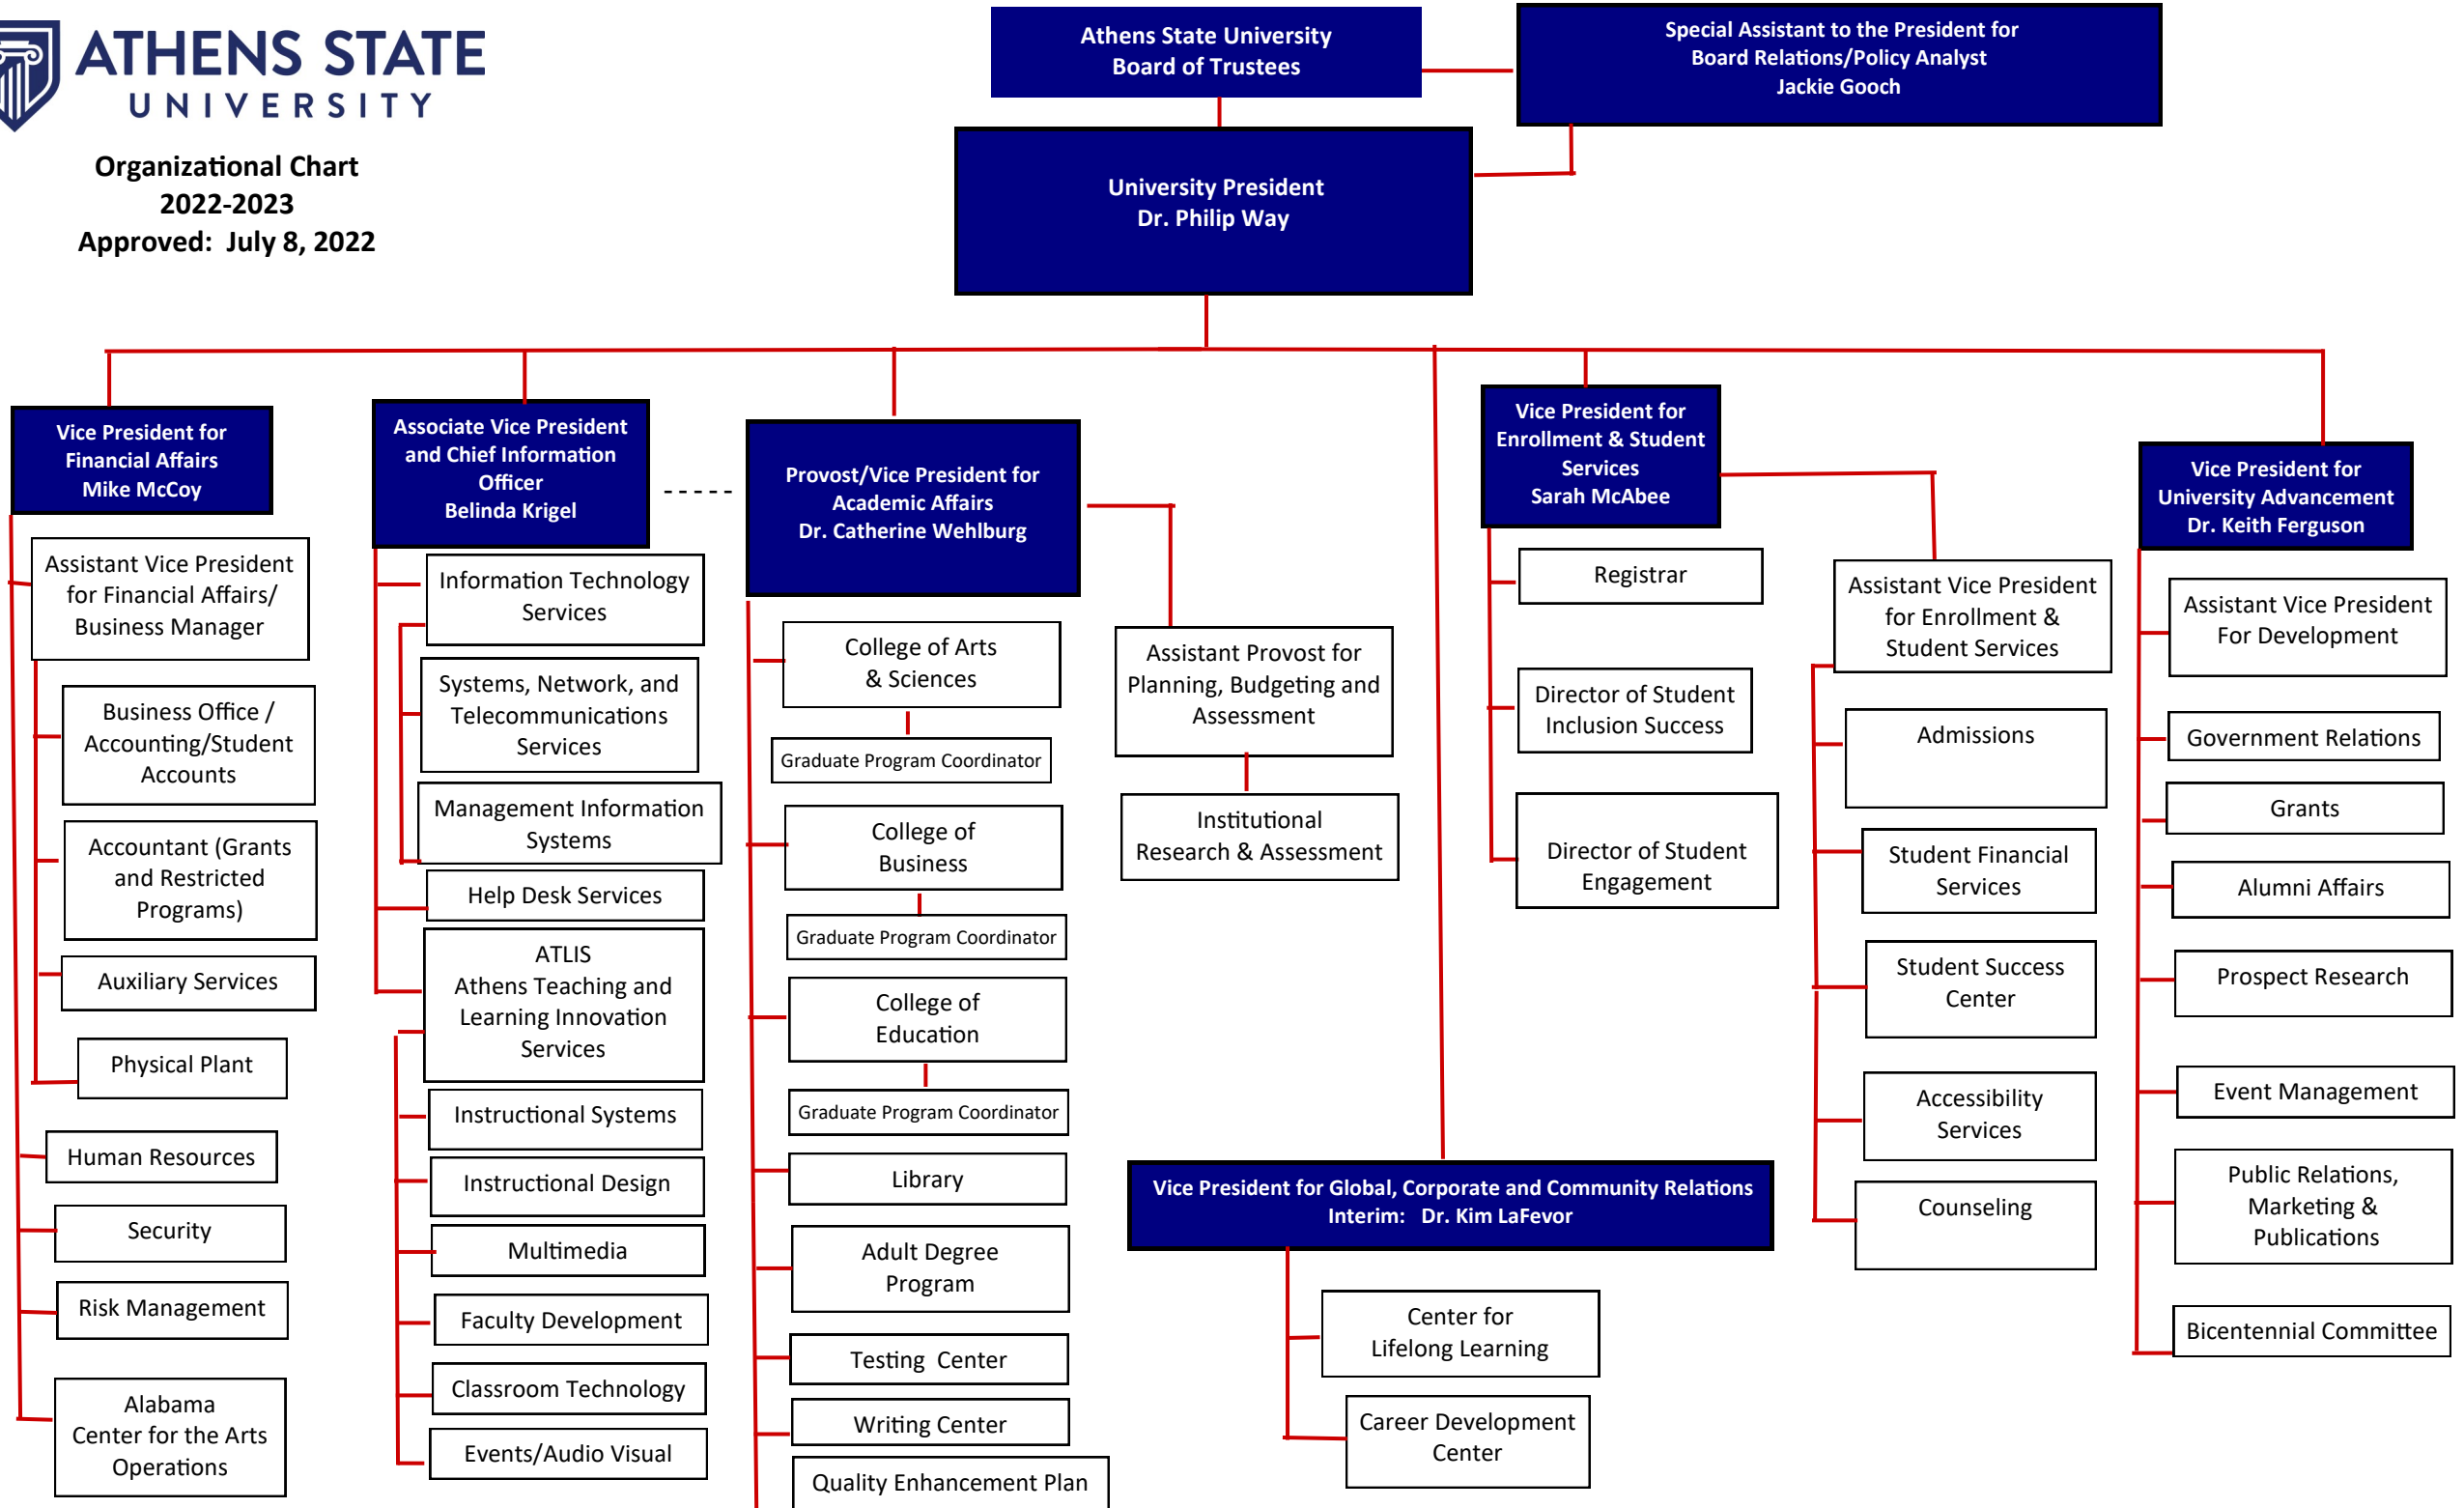 ATHENS STATE
UNIVERSITY
Organizational Chart
2022-2023
Approved: July 8, 2022
Athens State University
Board of Trustees
Special Assistant to the President for
Board Relations/Policy Analyst
Jackie Gooch
University President
Dr. Philip Way
Vice President for
Financial Affairs
Mike McCoy
Assistant Vice President
for Financial Affairs/
Business Manager
Business Office /
Accounting/Student
Accounts
Accountant (Grants
and Restricted
Programs)
Auxiliary Services
Physical Plant
Human Resources
Security
Risk Management
Alabama
Center for the Arts
Operations
Associate Vice President
and Chief Information
Officer
Belinda Krigel
-----
Information Technology
Services
Systems, Network, and
Telecommunications
Services
Management Information
Systems
Help Desk Services
ATLIS
Athens Teaching and
Learning Innovation
Services
Instructional Systems
Instructional Design
Multimedia
Faculty Development
Classroom Technology
Events/Audio Visual
Provost/Vice President for
Academic Affairs
Dr. Catherine Wehlburg
College of Arts
& Sciences
Graduate Program Coordinator
College of
Business
Graduate Program Coordinator
College of
Education
Graduate Program Coordinator
Library
Adult Degree
Program
Testing Center
Writing Center
Quality Enhancement Plan
Assistant Provost for
Planning, Budgeting and
Assessment
Institutional
Research & Assessment
Vice President for Global, Corporate and Community Relations
Interim: Dr. Kim LaFevor
Center for
Lifelong Learning
Career Development
Center
Vice President for
Enrollment & Student
Services
Sarah McAbee
Registrar
Director of Student
Inclusion Success
Director of Student
Engagement
Assistant Vice President
for Enrollment &
Student Services
Admissions
Student Financial
Services
Student Success
Center
Accessibility
Services
Counseling
Vice President for
University Advancement
Dr. Keith Ferguson
Assistant Vice President
For Development
Government Relations
Grants
Alumni Affairs
Prospect Research
Event Management
Public Relations,
Marketing &
Publications
Bicentennial Committee